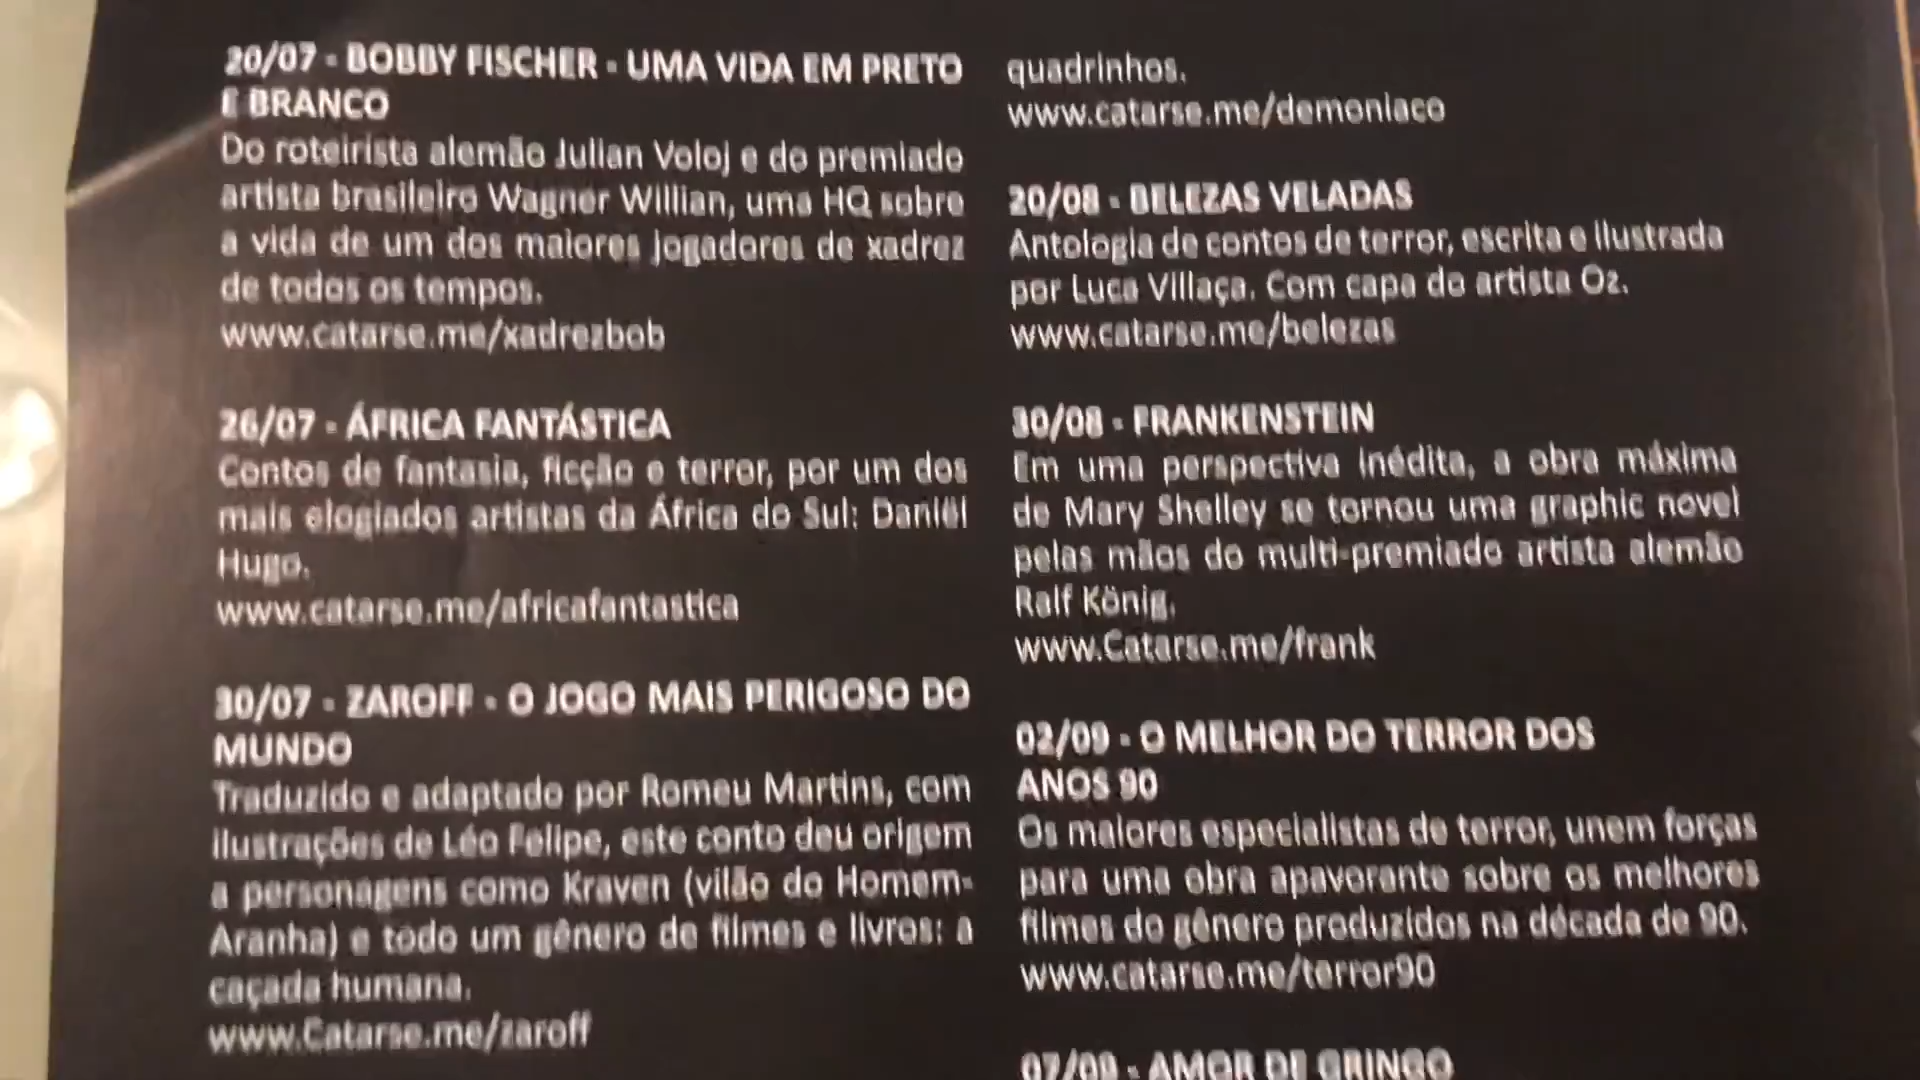 20/07 - BOBBY FISCHER - UMA VIDA EM PRETO
E BRANCO
Do roteirista alemão Julian Voloj e do premiado
artista brasileiro Wagner Willian, uma HQ sobre
a vida de um dos maiores jogadores de xadrez
de todos os tempos.
www.catarse.me/xadrezbob
26/07 - ÁFRICA FANTÁSTICA
Contos de fantasia, ficção e terror, por um dos
mais elogiados artistas da África do Sul: Daniël
Hugo.
www.catarse.me/africafantastica
30/07 - ZAROFF - O JOGO MAIS PERIGOSO DO
MUNDO
Traduzido e adaptado por Romeu Martins, com
ilustrações de Léo Felipe, este conto deu origem
a personagens como Kraven (vilão do Homem-
Aranha) e todo um gênero de filmes e livros: a
caçada humana.
www.Catarse.me/zaroff
quadrinhos.
www.catarse.me/demoniaco
20/08 - BELEZAS VELADAS
Antologia de contos de terror, escrita e ilustrada
por Luca Villaça. Com capa do artista Oz.
www.catarse.me/belezas
30/08 - FRANKENSTEIN
Em uma perspectiva inédita, a obra máxima
de Mary Shelley se tornou uma graphic novel
pelas mãos do multi-premiado artista alemão
Ralf König.
www.Catarse.me/frank
02/09 - O MELHOR DO TERROR DOS
ANOS 90
Os maiores especialistas de terror, unem forças
para uma obra apavorante sobre os melhores
filmes do gênero produzidos na década de 90.
www.catarse.me/terror90
07/09 - AMOR DE GRINGO